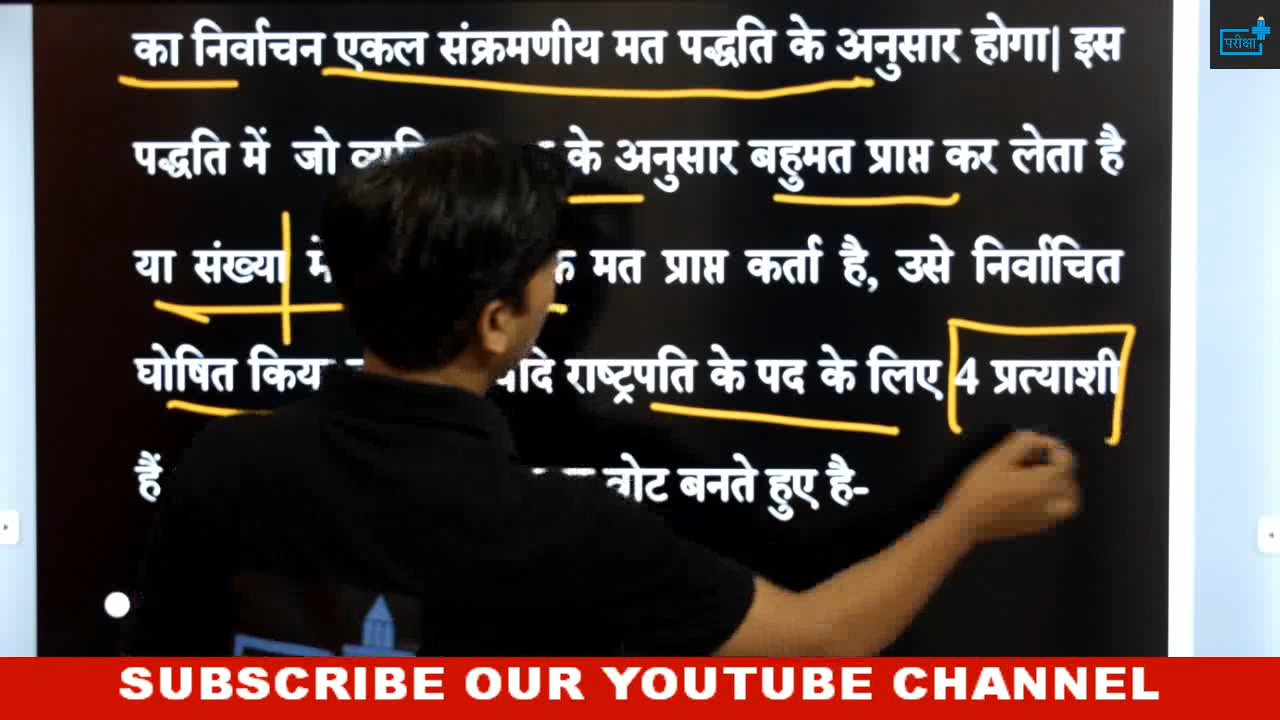 का निर्वाचन एकल संक्रमणीय मत पद्धति के अनुसार होगा| इस
परीक्षा
पद्धति में जो के अनुसार बहुमत प्राप्त कर लेता है
या संख्या में मत प्राप्त कर्ता है, उसे निर्वाचित
घोषित राष्ट्रपति के पद के लिए 4 प्रत्याशी
हैं वोट बनते हुए है-
SUBSCRIBE OUR YOUTUBE CHANNEL